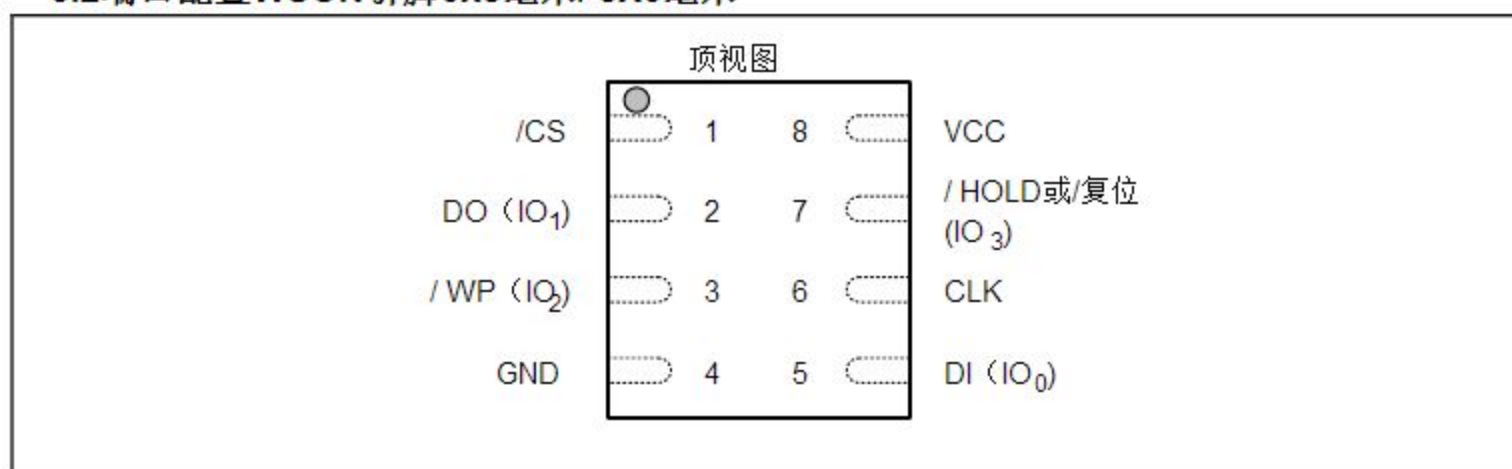 顶视图
/CS 1 8 VCC
DO（IO1) 2 7 / HOLD或/复位
(IO 3)
/ WP（IO2) 3 6 CLK
GND 4 5 DI（IO0)